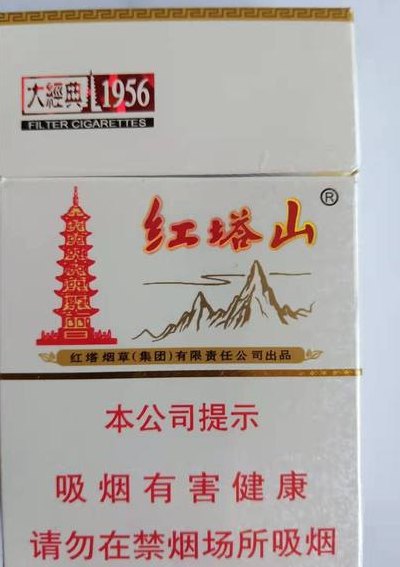 大經典 1956
FILTER CIGARETTES
红塔山®
红塔烟草(集团)有限责任公司出品
本公司提示
吸烟有害健康
请勿在禁烟场所吸烟